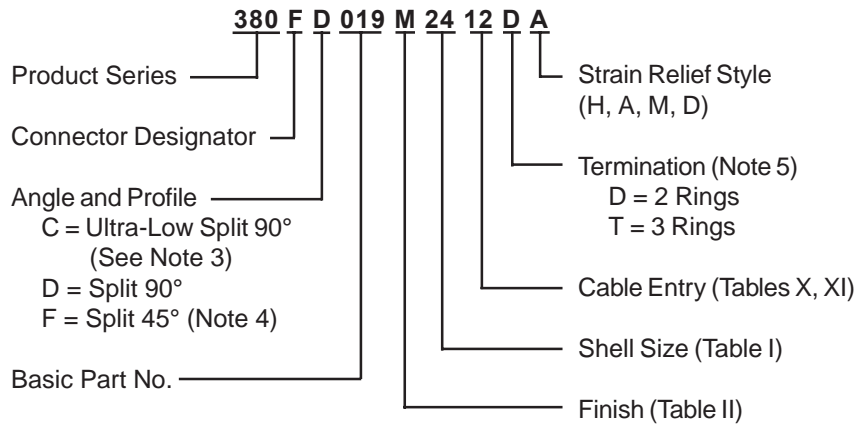 380 F D 019 M 24 12 D A
Product Series
Connector Designator
Angle and Profile
C = Ultra-Low Split 90°
(See Note 3)
D = Split 90°
F = Split 45° (Note 4)
Basic Part No.
Strain Relief Style
(H, A, M, D)
Termination (Note 5)
D = 2 Rings
T = 3 Rings
Cable Entry (Tables X, XI)
Shell Size (Table I)
Finish (Table II)